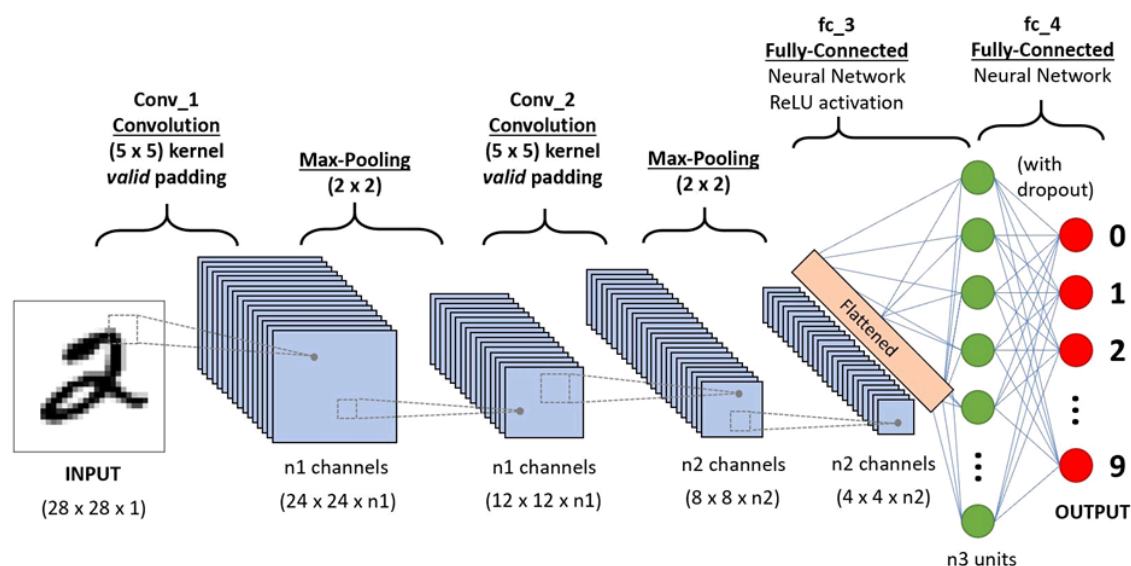 fc_3
Fully-Connected
Neural Network
ReLU activation
fc_4
Fully-Connected
Neural Network
Conv_1
Convolution
(5 x 5) kernel
valid padding
Max-Pooling
(2 x 2)
Conv_2
Convolution
(5 x 5) kernel
valid padding
Max-Pooling
(2 x 2)
(with
dropout)
2
Flattened
0
1
2
9
INPUT
(28 x 28 x 1)
n1 channels
(24 x 24 x n1)
n1 channels
(12 x 12 x n1)
n2 channels
(8 x 8 x n2)
n2 channels
(4 x 4 x n2)
OUTPUT
n3 units